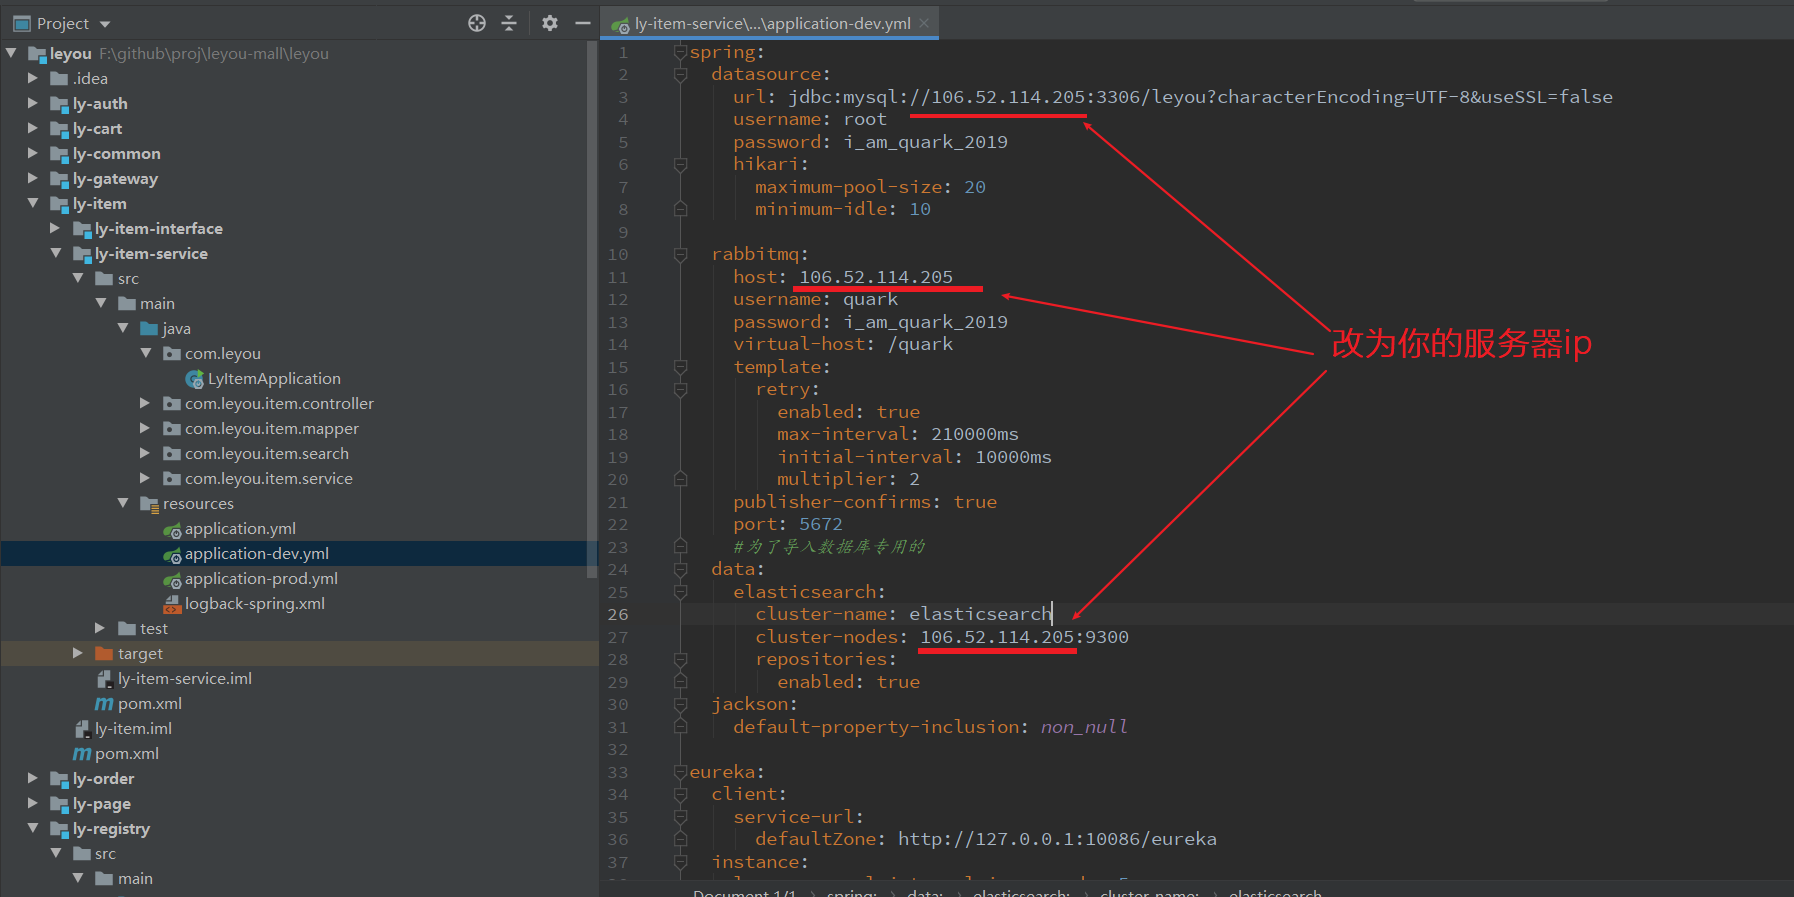 Project
leyou F:\github\proj\leyou-mall\leyou
.idea
ly-auth
ly-cart
ly-common
ly-gateway
ly-item
ly-item-interface
ly-item-service
src
main
java
com.leyou
LyItemApplication
com.leyou.item.controller
com.leyou.item.mapper
com.leyou.item.search
com.leyou.item.service
resources
application.yml
application-dev.yml
application-prod.yml
logback-spring.xml
test
target
ly-item-service.iml
pom.xml
ly-item.iml
pom.xml
ly-order
ly-page
ly-registry
src
main
ly-item-service\...\application-dev.yml
1 spring:
2 datasource:
3 url: jdbc:mysql://106.52.114.205:3306/leyou?characterEncoding=UTF-8&useSSL=false
4 username: root
5 password: i_am_quark_2019
6 hikari:
7 maximum-pool-size: 20
8 minimum-idle: 10
9
10 rabbitmq:
11 host: 106.52.114.205
12 username: quark
13 password: i_am_quark_2019
14 virtual-host: /quark
15 template:
16 retry:
17 enabled: true
18 max-interval: 210000ms
19 initial-interval: 10000ms
20 multiplier: 2
21 publisher-confirms: true
22 port: 5672
23 #为了导入数据库专用的
24 data:
25 elasticsearch:
26 cluster-name: elasticsearch
27 cluster-nodes: 106.52.114.205:9300
28 repositories:
29 enabled: true
30 jackson:
31 default-property-inclusion: non_null
32
33 eureka:
34 client:
35 service-url:
36 defaultZone: http://127.0.0.1:10086/eureka
37 instance:
改为你的服务器ip
Document 1/1 › spring: › data: › elasticsearch: › cluster-name: › elasticsearch